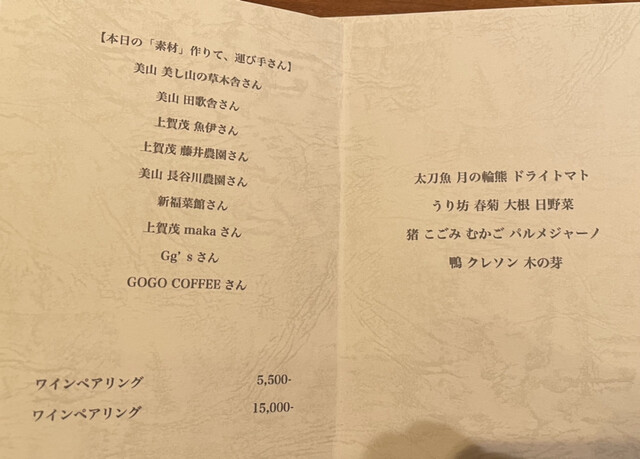 【本日の「素材」作りて、運び手さん】
美山 美し山の草木舎さん
美山 田歌舎さん
上賀茂 魚伊さん
上賀茂 藤井農園さん
美山 長谷川農園さん
新福菜館さん
上賀茂 maka さん
Gg’s さん
GOGO COFFEE さん
ワインペアリング 5,500-
ワインペアリング 15,000-
太刀魚 月の輪熊 ドライトマト
うり坊 春菊 大根 日野菜
猪 こごみ むかご パルメジャーノ
鴨 クレソン 木の芽